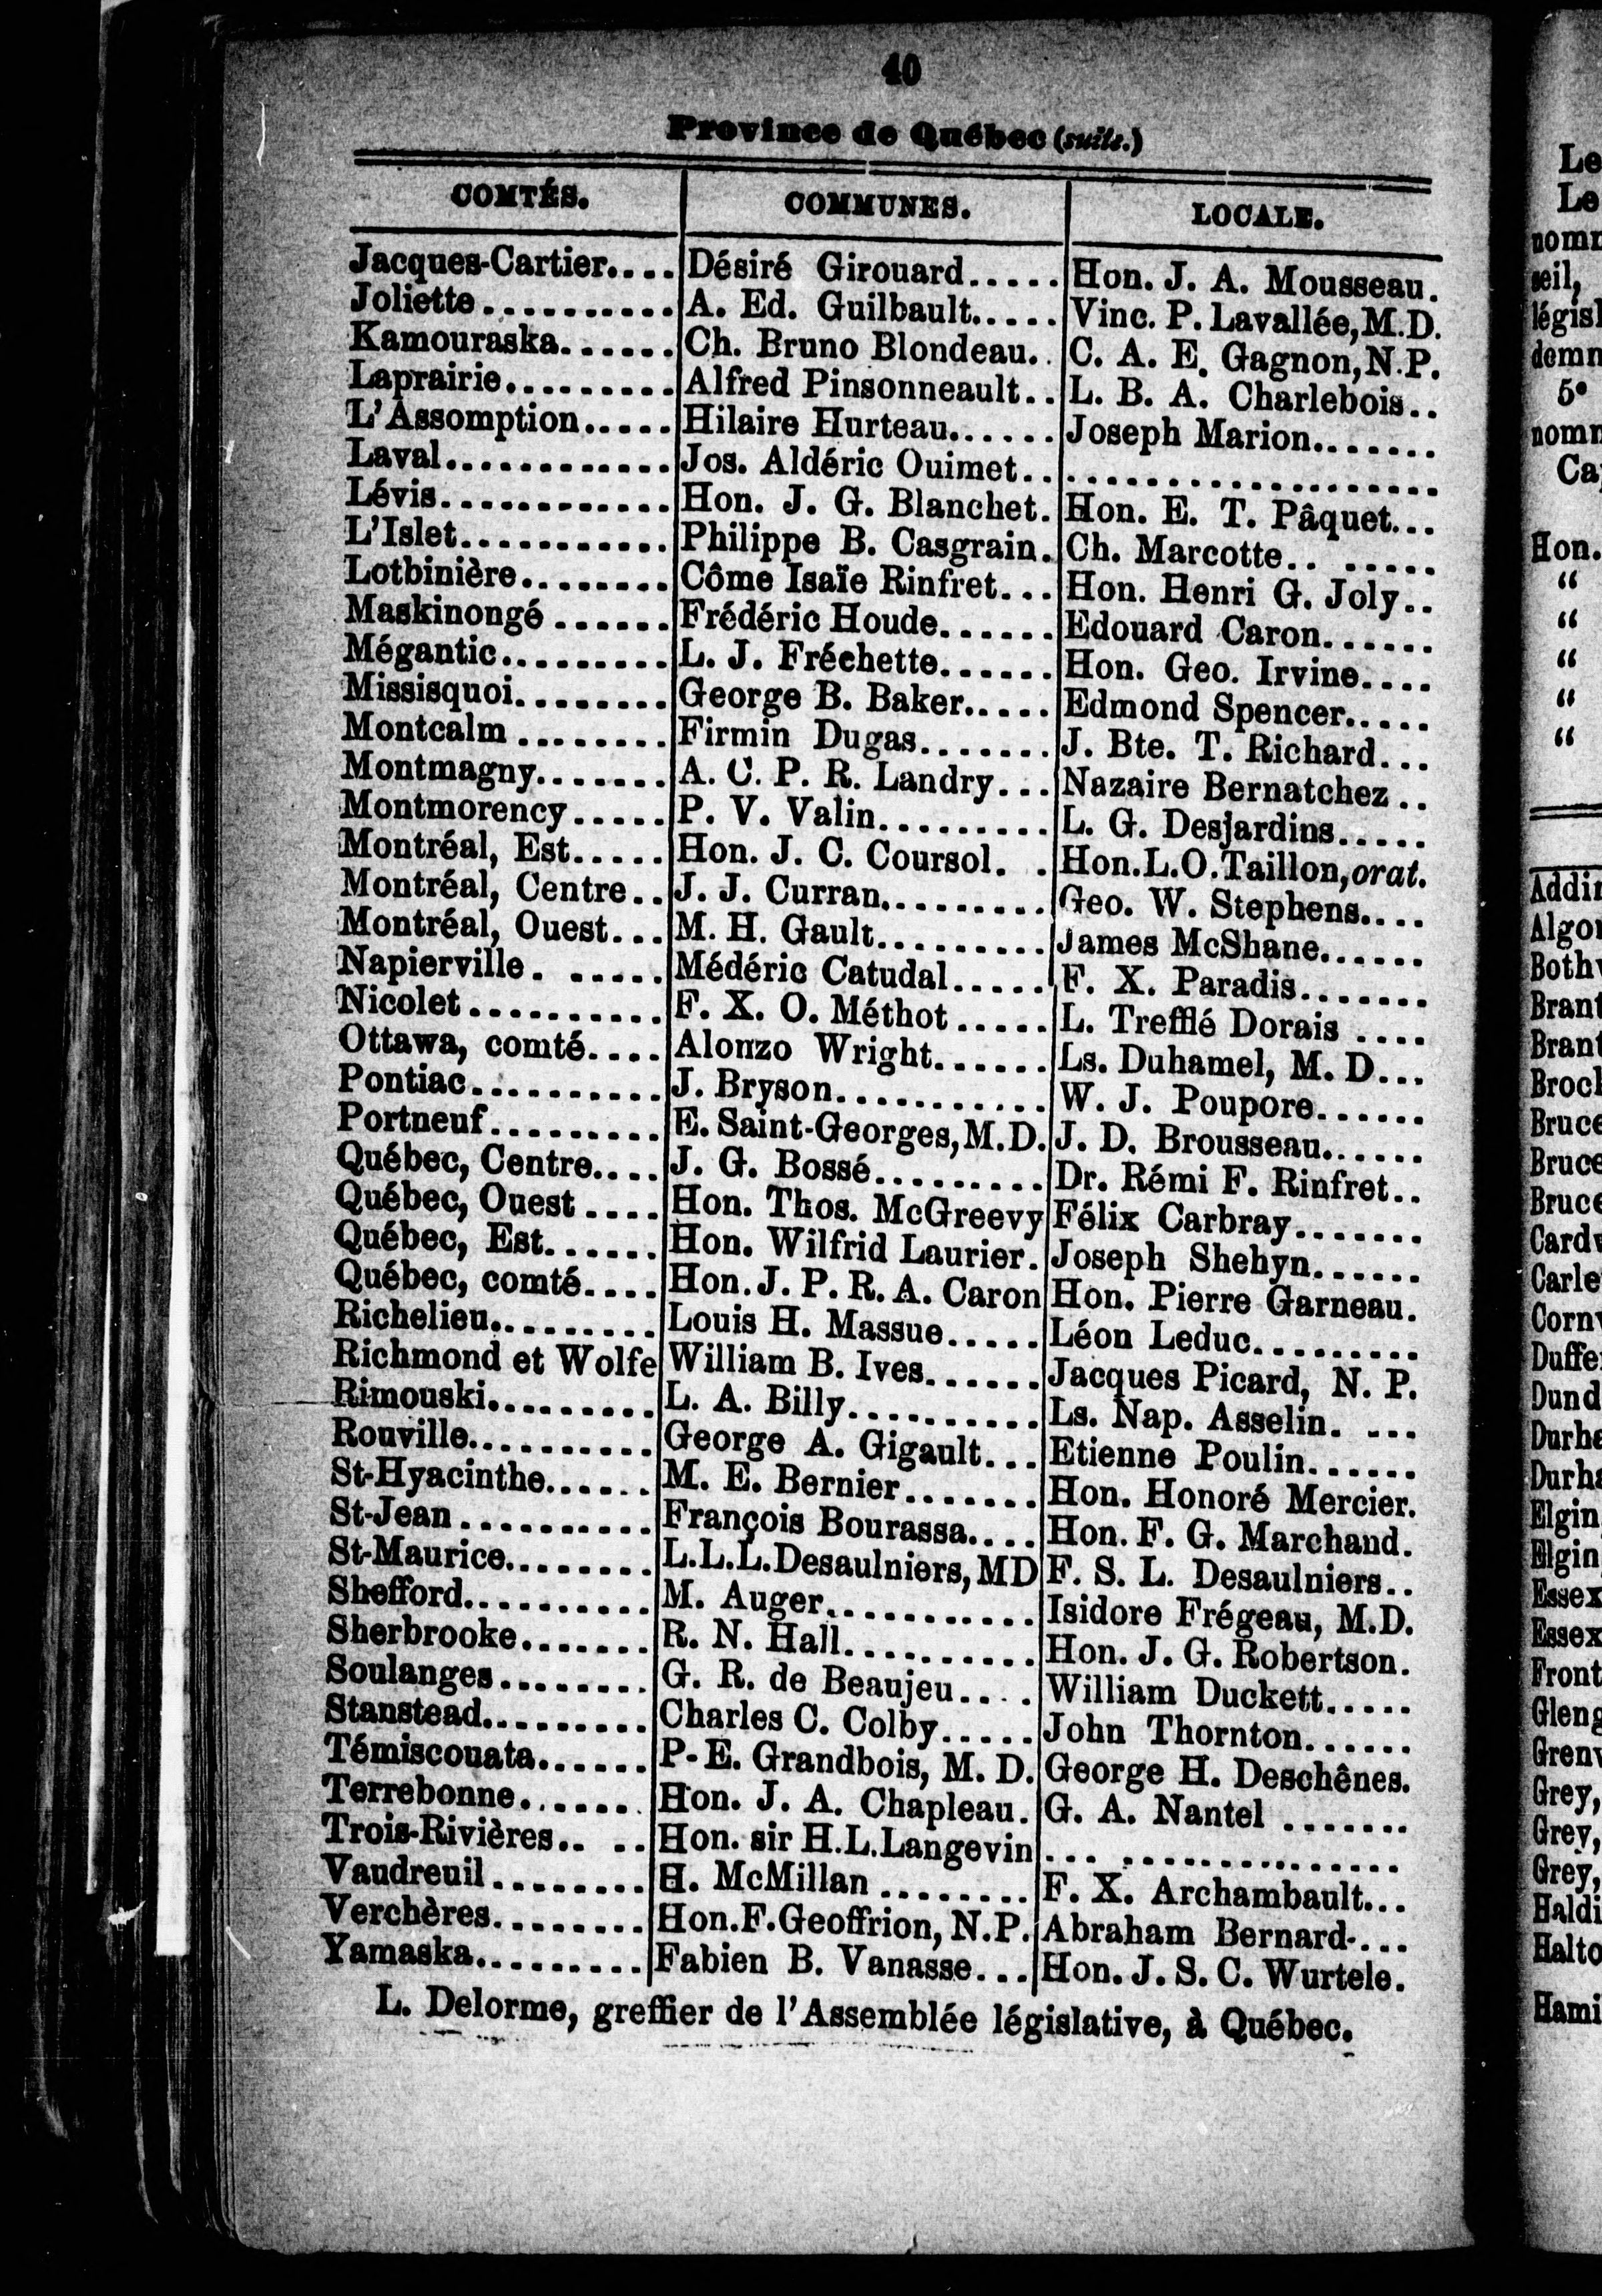 40
Province de Québec (suite.)
COMTÉS. COMMUNES. LOCALE.
Jacques-Cartier.... Désiré Girouard..... Hon. J. A. Mousseau.
Joliette.......... A. Ed. Guilbault..... Vinc. P. Lavallée, M.D.
Kamouraska...... Ch. Bruno Blondeau.. C. A. E. Gagnon, N.P.
Laprairie......... Alfred Pinsonneault.. L. B. A. Charlebois..
L'Assomption..... Hilaire Hurteau...... Joseph Marion.......
Laval............ Jos. Aldéric Ouimet.. ...................
Lévis............ Hon. J. G. Blanchet. Hon. E. T. Pâquet...
L'Islet........... Philippe B. Casgrain. Ch. Marcotte.. .....
Lotbinière........ Côme Isaïe Rinfret... Hon. Henri G. Joly..
Maskinongé ...... Frédéric Houde...... Edouard Caron......
Mégantic......... L. J. Fréchette...... Hon. Geo. Irvine....
Missisquoi........ George B. Baker..... Edmond Spencer.....
Montcalm ........ Firmin Dugas....... J. Bte. T. Richard...
Montmagny....... A. C. P. R. Landry... Nazaire Bernatchez..
Montmorency..... P. V. Valin......... L. G. Desjardins.....
Montréal, Est..... Hon. J. C. Coursol. . Hon. L.O. Taillon, orat.
Montréal, Centre.. J. J. Curran......... Geo. W. Stephens....
Montréal, Ouest... M. H. Gault......... James McShane......
Napierville. ..... Médéric Catudal..... F. X. Paradis.......
Nicolet.......... F. X. O. Méthot..... L. Trefflé Dorais ....
Ottawa, comté.... Alonzo Wright...... Ls. Duhamel, M. D...
Pontiac.......... J. Bryson........... W. J. Poupore......
Portneuf......... E. Saint-Georges, M.D. J. D. Brousseau......
Québec, Centre.... J. G. Bossé......... Dr. Rémi F. Rinfret..
Québec, Ouest .... Hon. Thos. McGreevy Félix Carbray.......
Québec, Est...... Hon. Wilfrid Laurier. Joseph Shehyn......
Québec, comté.... Hon. J. P. R. A. Caron Hon. Pierre Garneau.
Richelieu......... Louis H. Massue..... Léon Leduc.........
Richmond et Wolfe William B. Ives...... Jacques Picard, N. P.
Rimouski......... L. A. Billy.......... Ls. Nap. Asselin. ...
Rouville.......... George A. Gigault... Etienne Poulin......
St-Hyacinthe...... M. E. Bernier....... Hon. Honoré Mercier.
St-Jean.......... François Bourassa.... Hon. F. G. Marchand.
St-Maurice........ L.L.L. Desaulniers, MD F. S. L. Desaulniers..
Shefford.......... M. Auger........... Isidore Frégeau, M.D.
Sherbrooke....... R. N. Hall.......... Hon. J. G. Robertson.
Soulanges........ G. R. de Beaujeu.... William Duckett.....
Stanstead......... Charles C. Colby..... John Thornton......
Témiscouata...... P- E. Grandbois, M. D. George H. Deschênes.
Terrebonne....... Hon. J. A. Chapleau. G. A. Nantel .......
Trois-Rivières.. .. Hon. sir H.L. Langevin ... ...............
Vaudreuil........ H. McMillan ........ F. X. Archambault...
Verchères........ Hon. F. Geoffrion, N.P. Abraham Bernard-...
Yamaska......... Fabien B. Vanasse... Hon. J. S. C. Wurtele.
L. Delorme, greffier de l'Assemblée législative, à Québec.
Le
Le
seil,
5°
Hon.
"
"
"
"
"